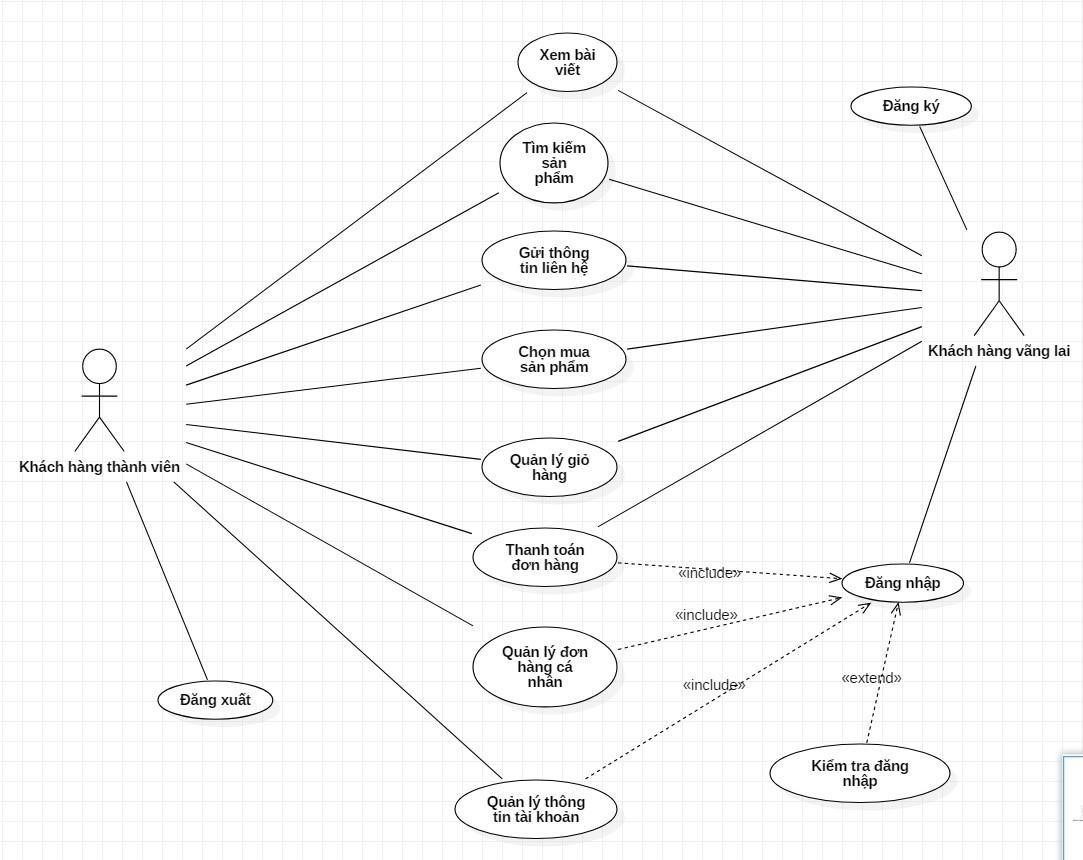 Xem bài
viết
Đăng ký
Tìm kiếm
sản
phẩm
Gửi thông
tin liên hệ
Chọn mua
sản phẩm
Khách hàng vãng lai
Quản lý giỏ
hàng
Khách hàng thành viên
Thanh toán
đơn hàng
«include»
Đăng nhập
«include»
Quản lý đơn
hàng cá
nhân
«include»
«extend»
Đăng xuất
Kiểm tra đăng
nhập
Quản lý thông
tin tài khoản